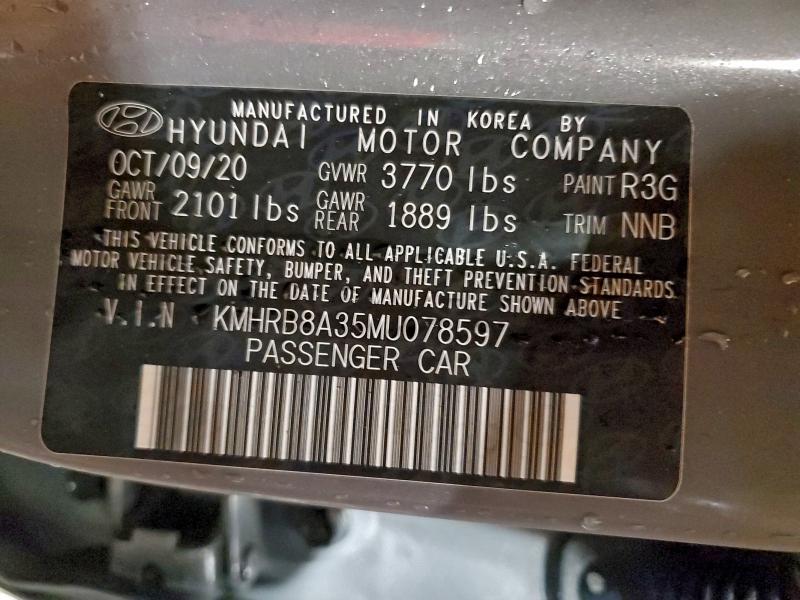 MANUFACTURED IN KOREA BY
HYUNDAI MOTOR COMPANY
OCT/09/20 GVWR 3770 lbs PAINT R3G
GAWR FRONT 2101 lbs GAWR REAR 1889 lbs TRIM NNB
THIS VEHICLE CONFORMS TO ALL APPLICABLE U.S.A. FEDERAL
MOTOR VEHICLE SAFETY, BUMPER, AND THEFT PREVENTION STANDARDS
IN EFFECT ON THE DATE OF MANUFACTURE SHOWN ABOVE
V.I.N KMHRB8A35MU078597
PASSENGER CAR